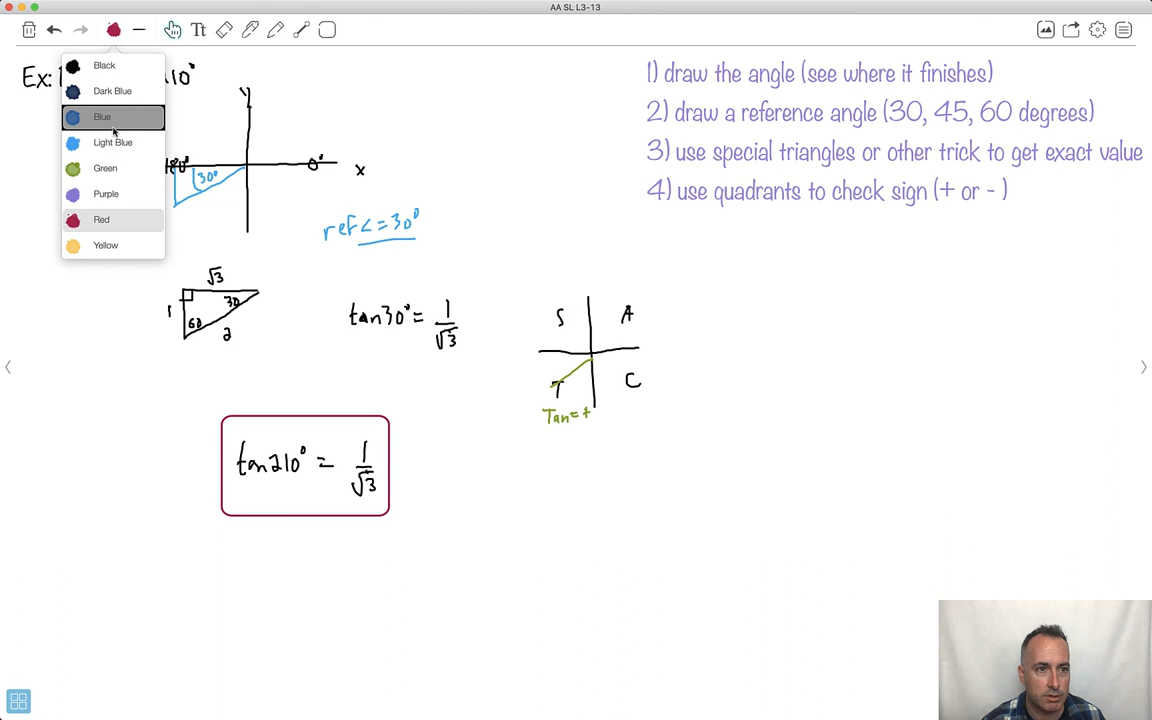 AA SL L3-13
Tt
Black
Dark Blue
Blue
Light Blue
Green
Purple
Red
Yellow
Ex:
10°
y
180°
0°
x
30°
ref∠=30°
1) draw the angle (see where it finishes)
2) draw a reference angle (30, 45, 60 degrees)
3) use special triangles or other trick to get exact value
4) use quadrants to check sign (+ or - )
√3
1
30
60
2
tan30° = 1/√3
S A
T C
Tan=+
tan210° = 1/√3